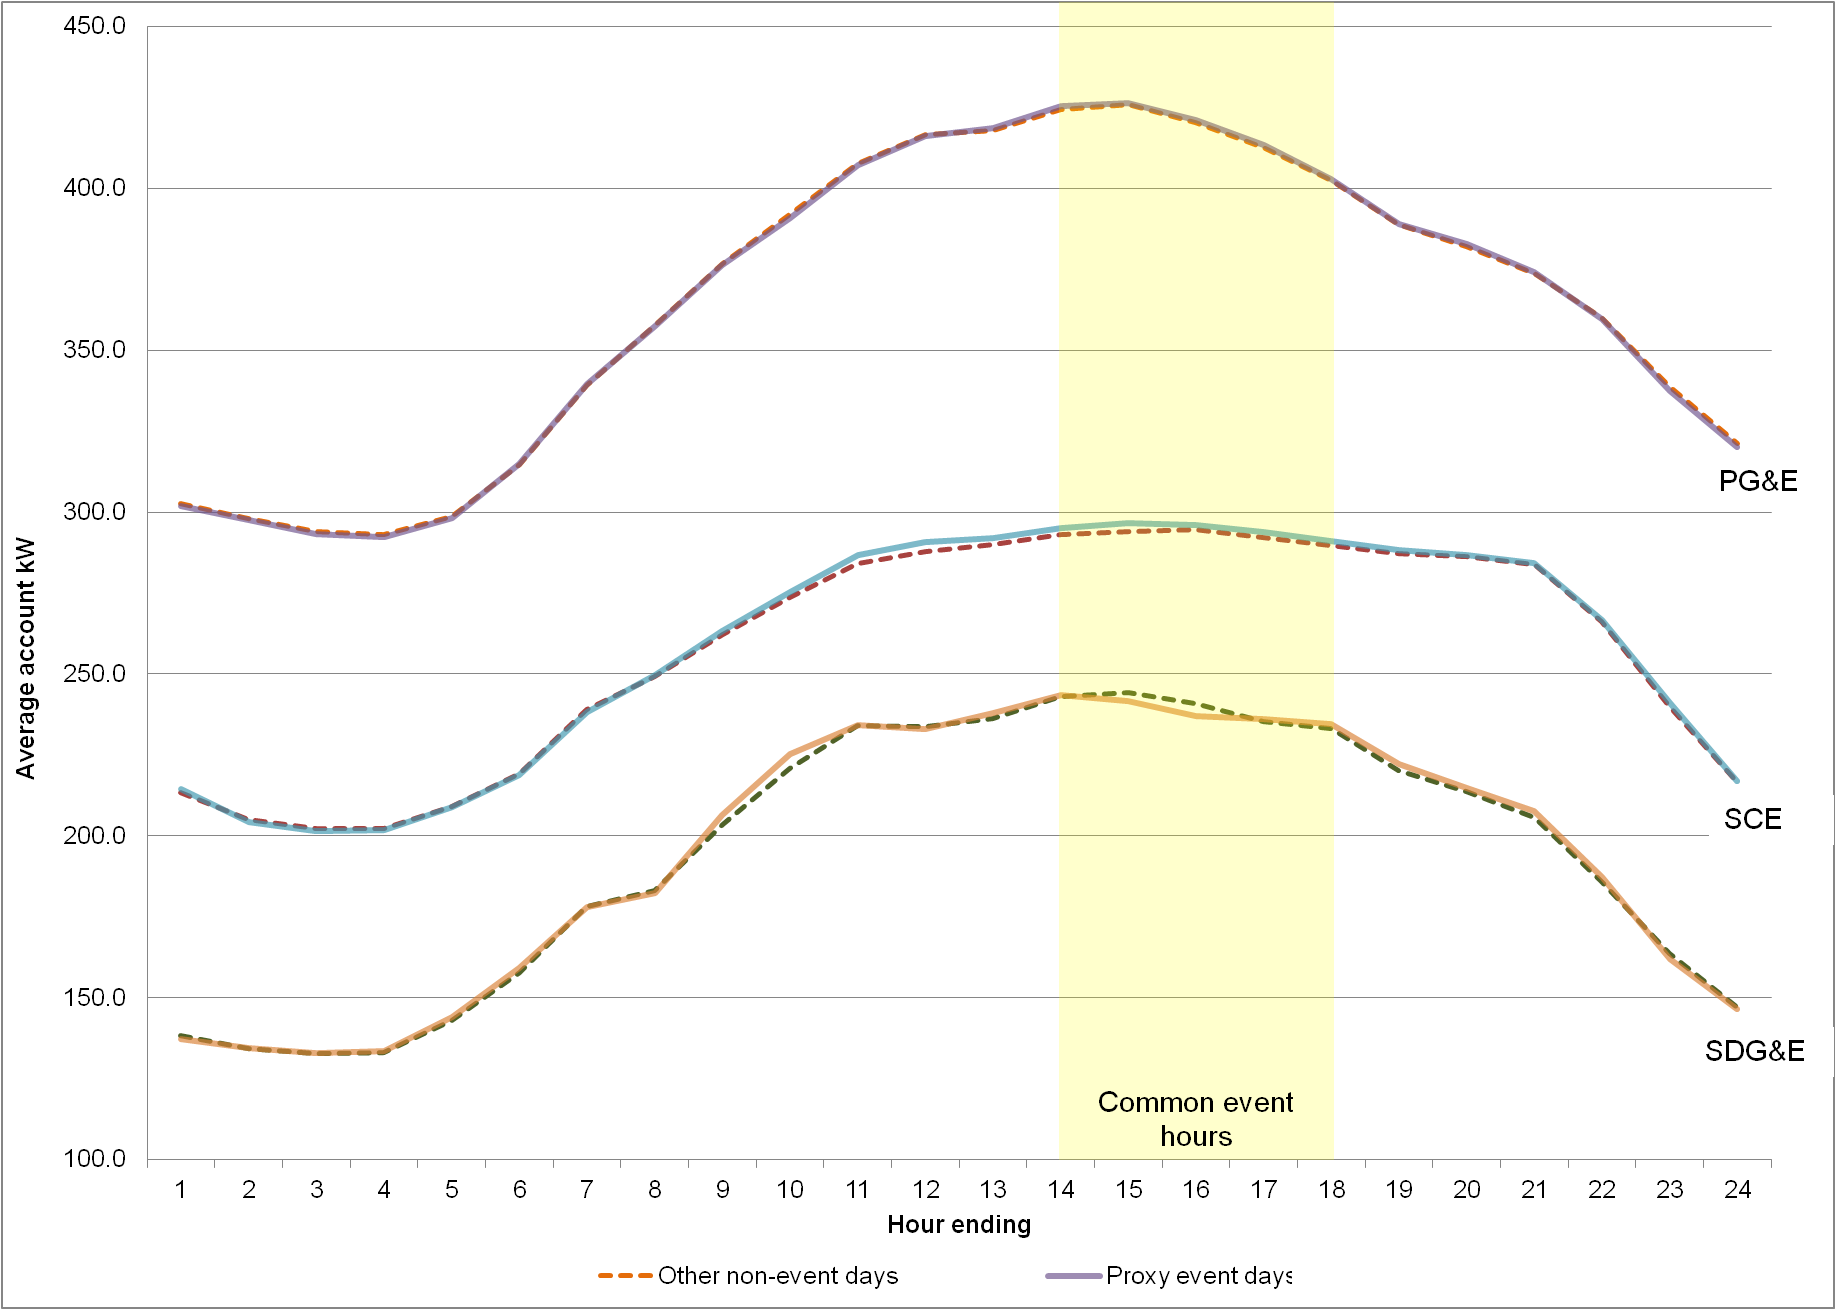 450.0
400.0
350.0
300.0
250.0
200.0
150.0
100.0
Average account kW
PG&E
SCE
SDG&E
Common event
hours
1 2 3 4 5 6 7 8 9 10 11 12 13 14 15 16 17 18 19 20 21 22 23 24
Hour ending
Other non-event days Proxy event days